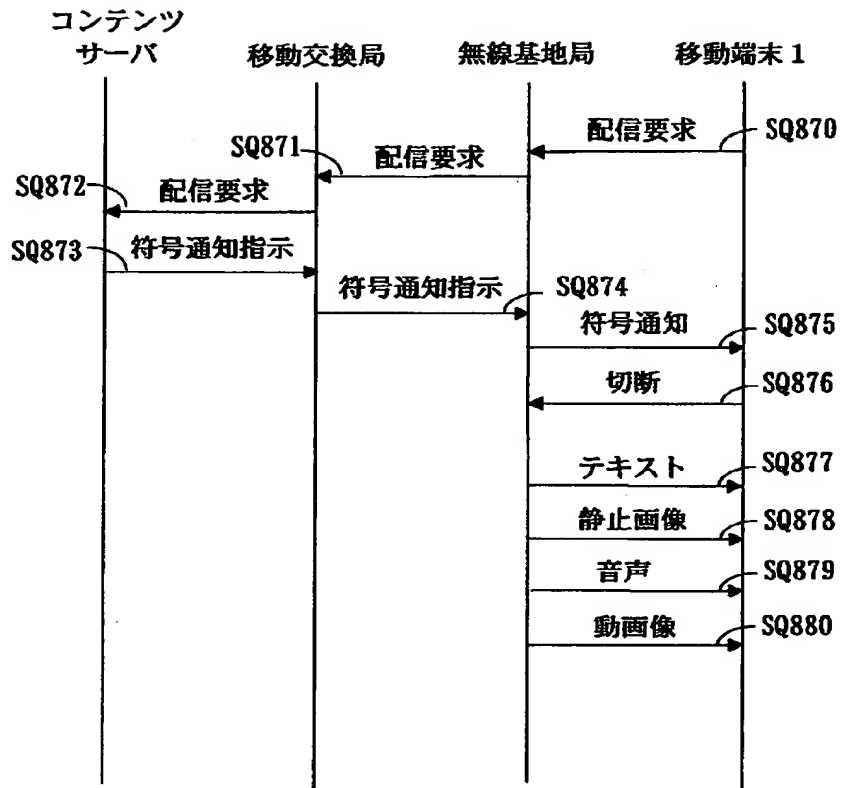 コンテンツ
サーバ
移動交換局
無線基地局
移動端末1
配信要求
SQ870
SQ871
配信要求
SQ872
配信要求
SQ873
符号通知指示
符号通知指示
SQ874
符号通知
SQ875
切断
SQ876
テキスト
SQ877
静止画像
SQ878
音声
SQ879
動画像
SQ880